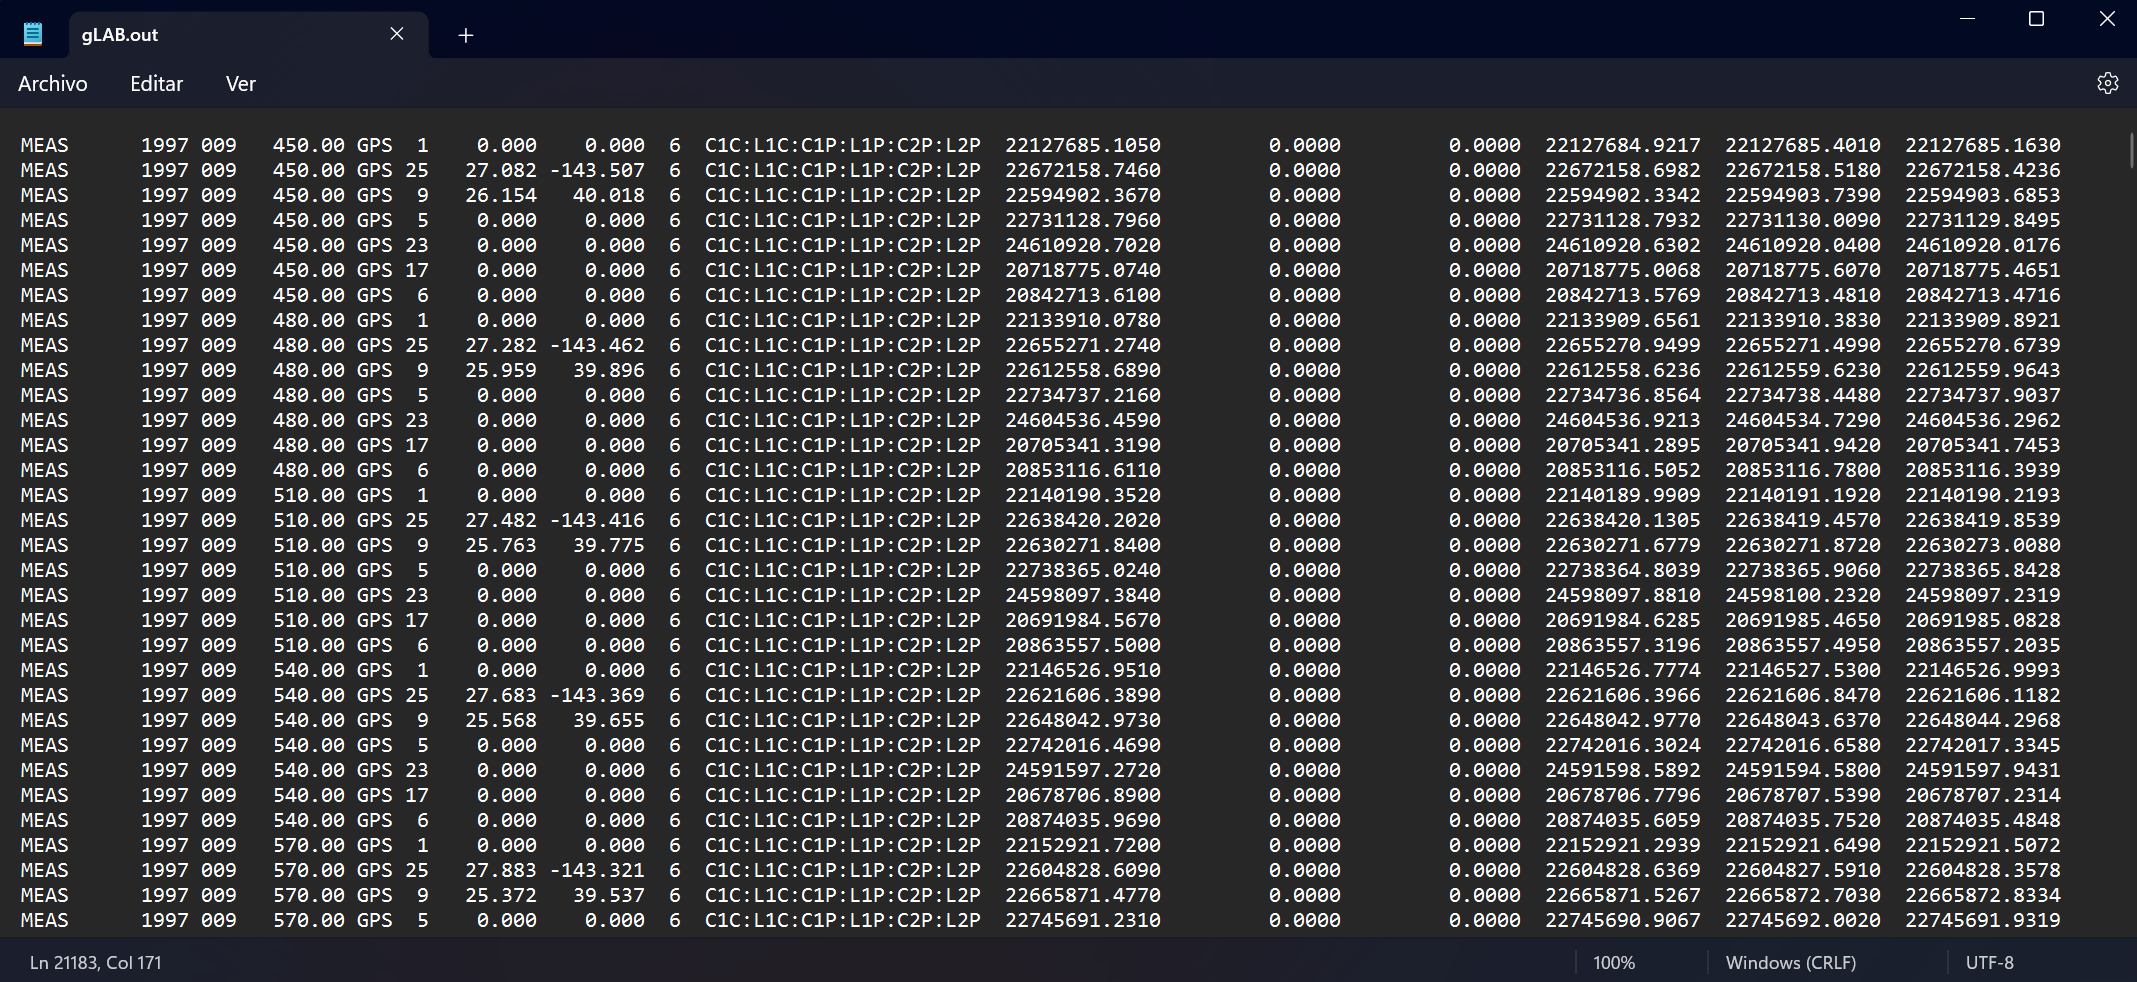 gLAB.out
Archivo Editar Ver
MEAS 1997 009 450.00 GPS 1 0.000 0.000 6 C1C:L1C:C1P:L1P:C2P:L2P 22127685.1050 0.0000 0.0000 22127684.9217 22127685.4010 22127685.1630
MEAS 1997 009 450.00 GPS 25 27.082 -143.507 6 C1C:L1C:C1P:L1P:C2P:L2P 22672158.7460 0.0000 0.0000 22672158.6982 22672158.5180 22672158.4236
MEAS 1997 009 450.00 GPS 9 26.154 40.018 6 C1C:L1C:C1P:L1P:C2P:L2P 22594902.3670 0.0000 0.0000 22594902.3342 22594903.7390 22594903.6853
MEAS 1997 009 450.00 GPS 5 0.000 0.000 6 C1C:L1C:C1P:L1P:C2P:L2P 22731128.7960 0.0000 0.0000 22731128.7932 22731130.0090 22731129.8495
MEAS 1997 009 450.00 GPS 23 0.000 0.000 6 C1C:L1C:C1P:L1P:C2P:L2P 24610920.7020 0.0000 0.0000 24610920.6302 24610920.0400 24610920.0176
MEAS 1997 009 450.00 GPS 17 0.000 0.000 6 C1C:L1C:C1P:L1P:C2P:L2P 20718775.0740 0.0000 0.0000 20718775.0068 20718775.6070 20718775.4651
MEAS 1997 009 450.00 GPS 6 0.000 0.000 6 C1C:L1C:C1P:L1P:C2P:L2P 20842713.6100 0.0000 0.0000 20842713.5769 20842713.4810 20842713.4716
MEAS 1997 009 480.00 GPS 1 0.000 0.000 6 C1C:L1C:C1P:L1P:C2P:L2P 22133910.0780 0.0000 0.0000 22133909.6561 22133910.3830 22133909.8921
MEAS 1997 009 480.00 GPS 25 27.282 -143.462 6 C1C:L1C:C1P:L1P:C2P:L2P 22655271.2740 0.0000 0.0000 22655270.9499 22655271.4990 22655270.6739
MEAS 1997 009 480.00 GPS 9 25.959 39.896 6 C1C:L1C:C1P:L1P:C2P:L2P 22612558.6890 0.0000 0.0000 22612558.6236 22612559.6230 22612559.9643
MEAS 1997 009 480.00 GPS 5 0.000 0.000 6 C1C:L1C:C1P:L1P:C2P:L2P 22734737.2160 0.0000 0.0000 22734736.8564 22734738.4480 22734737.9037
MEAS 1997 009 480.00 GPS 23 0.000 0.000 6 C1C:L1C:C1P:L1P:C2P:L2P 24604536.4590 0.0000 0.0000 24604536.9213 24604534.7290 24604536.2962
MEAS 1997 009 480.00 GPS 17 0.000 0.000 6 C1C:L1C:C1P:L1P:C2P:L2P 20705341.3190 0.0000 0.0000 20705341.2895 20705341.9420 20705341.7453
MEAS 1997 009 480.00 GPS 6 0.000 0.000 6 C1C:L1C:C1P:L1P:C2P:L2P 20853116.6110 0.0000 0.0000 20853116.5052 20853116.7800 20853116.3939
MEAS 1997 009 510.00 GPS 1 0.000 0.000 6 C1C:L1C:C1P:L1P:C2P:L2P 22140190.3520 0.0000 0.0000 22140189.9909 22140191.1920 22140190.2193
MEAS 1997 009 510.00 GPS 25 27.482 -143.416 6 C1C:L1C:C1P:L1P:C2P:L2P 22638420.2020 0.0000 0.0000 22638420.1305 22638419.4570 22638419.8539
MEAS 1997 009 510.00 GPS 9 25.763 39.775 6 C1C:L1C:C1P:L1P:C2P:L2P 22630271.8400 0.0000 0.0000 22630271.6779 22630271.8720 22630273.0080
MEAS 1997 009 510.00 GPS 5 0.000 0.000 6 C1C:L1C:C1P:L1P:C2P:L2P 22738365.0240 0.0000 0.0000 22738364.8039 22738365.9060 22738365.8428
MEAS 1997 009 510.00 GPS 23 0.000 0.000 6 C1C:L1C:C1P:L1P:C2P:L2P 24598097.3840 0.0000 0.0000 24598097.8810 24598100.2320 24598097.2319
MEAS 1997 009 510.00 GPS 17 0.000 0.000 6 C1C:L1C:C1P:L1P:C2P:L2P 20691984.5670 0.0000 0.0000 20691984.6285 20691985.4650 20691985.0828
MEAS 1997 009 510.00 GPS 6 0.000 0.000 6 C1C:L1C:C1P:L1P:C2P:L2P 20863557.5000 0.0000 0.0000 20863557.3196 20863557.4950 20863557.2035
MEAS 1997 009 540.00 GPS 1 0.000 0.000 6 C1C:L1C:C1P:L1P:C2P:L2P 22146526.9510 0.0000 0.0000 22146526.7774 22146527.5300 22146526.9993
MEAS 1997 009 540.00 GPS 25 27.683 -143.369 6 C1C:L1C:C1P:L1P:C2P:L2P 22621606.3890 0.0000 0.0000 22621606.3966 22621606.8470 22621606.1182
MEAS 1997 009 540.00 GPS 9 25.568 39.655 6 C1C:L1C:C1P:L1P:C2P:L2P 22648042.9730 0.0000 0.0000 22648042.9770 22648043.6370 22648044.2968
MEAS 1997 009 540.00 GPS 5 0.000 0.000 6 C1C:L1C:C1P:L1P:C2P:L2P 22742016.4690 0.0000 0.0000 22742016.3024 22742016.6580 22742017.3345
MEAS 1997 009 540.00 GPS 23 0.000 0.000 6 C1C:L1C:C1P:L1P:C2P:L2P 24591597.2720 0.0000 0.0000 24591598.5892 24591594.5800 24591597.9431
MEAS 1997 009 540.00 GPS 17 0.000 0.000 6 C1C:L1C:C1P:L1P:C2P:L2P 20678706.8900 0.0000 0.0000 20678706.7796 20678707.5390 20678707.2314
MEAS 1997 009 540.00 GPS 6 0.000 0.000 6 C1C:L1C:C1P:L1P:C2P:L2P 20874035.9690 0.0000 0.0000 20874035.6059 20874035.7520 20874035.4848
MEAS 1997 009 570.00 GPS 1 0.000 0.000 6 C1C:L1C:C1P:L1P:C2P:L2P 22152921.7200 0.0000 0.0000 22152921.2939 22152921.6490 22152921.5072
MEAS 1997 009 570.00 GPS 25 27.883 -143.321 6 C1C:L1C:C1P:L1P:C2P:L2P 22604828.6090 0.0000 0.0000 22604828.6369 22604827.5910 22604828.3578
MEAS 1997 009 570.00 GPS 9 25.372 39.537 6 C1C:L1C:C1P:L1P:C2P:L2P 22665871.4770 0.0000 0.0000 22665871.5267 22665872.7030 22665872.8334
MEAS 1997 009 570.00 GPS 5 0.000 0.000 6 C1C:L1C:C1P:L1P:C2P:L2P 22745691.2310 0.0000 0.0000 22745690.9067 22745692.0020 22745691.9319
Ln 21183, Col 171 100% Windows (CRLF) UTF-8